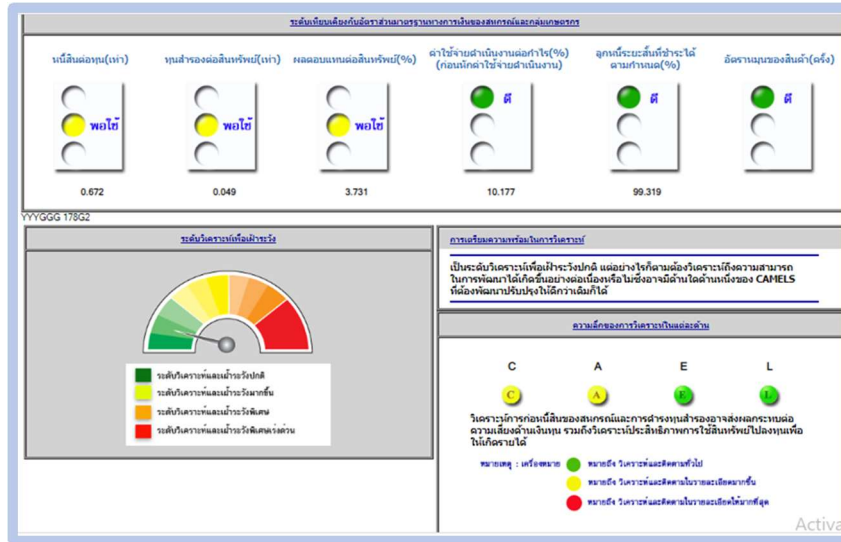 ระดับเทียบเคียงกับอัตราส่วนมาตรฐานทางการเงินของสหกรณ์และกลุ่มเกษตรกร
หนี้สินต่อทุน(เท่า)
ทุนสำรองต่อสินทรัพย์(เท่า)
ผลตอบแทนต่อสินทรัพย์(%)
ค่าใช้จ่ายดำเนินงานต่อกำไร(%)
(ก่อนหักค่าใช้จ่ายดำเนินงาน)
ลูกหนี้ระยะสั้นที่ชำระได้
ตามกำหนด(%)
อัตราหมุนของสินค้า(ครั้ง)
พอใช้
พอใช้
พอใช้
ดี
ดี
ดี
0.672
0.049
3.731
10.177
99.319
YYYGGG 178G2
ระดับวิเคราะห์เพื่อเฝ้าระวัง
ระดับวิเคราะห์และเฝ้าระวังปกติ
ระดับวิเคราะห์และเฝ้าระวังมากขึ้น
ระดับวิเคราะห์และเฝ้าระวังพิเศษ
ระดับวิเคราะห์และเฝ้าระวังพิเศษเร่งด่วน
การเตรียมความพร้อมในการวิเคราะห์
เป็นระดับวิเคราะห์เพื่อเฝ้าระวังปกติ แต่อย่างไรก็ตามต้องวิเคราะห์ถึงความสามารถ
ในการพัฒนาได้เกิดขึ้นอย่างต่อเนื่องหรือไม่ซึ่งอาจมีด้านใดด้านหนึ่งของ CAMELS
ที่ต้องพัฒนาปรับปรุงให้ดีกว่าเดิมก็ได้
ความลึกของการวิเคราะห์ในแต่ละด้าน
C A E L
C A E L
วิเคราะห์การก่อหนี้สินของสหกรณ์และการดำรงทุนสำรองอาจส่งผลกระทบต่อ
ความเสี่ยงด้านเงินทุน รวมถึงวิเคราะห์ประสิทธิภาพการใช้สินทรัพย์ไปลงทุนเพื่อ
ให้เกิดรายได้
หมายเหตุ : เครื่องหมาย หมายถึง วิเคราะห์และติดตามทั่วไป
หมายถึง วิเคราะห์และติดตามในรายละเอียดมากขึ้น
หมายถึง วิเคราะห์และติดตามในรายละเอียดให้มากที่สุด
Activa